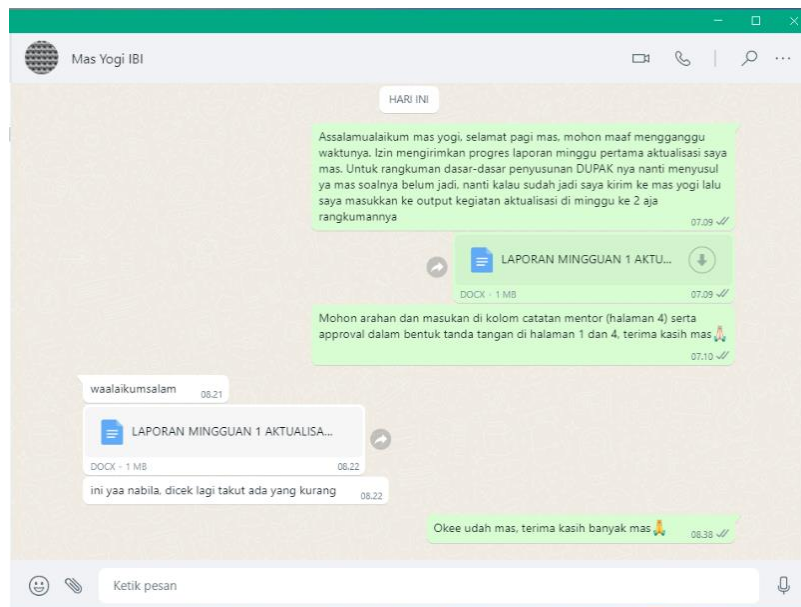 Mas Yogi IBI
HARI INI
Assalamualaikum mas yogi, selamat pagi mas, mohon maaf mengganggu
waktunya. Izin mengirimkan progres laporan minggu pertama aktualisasi saya
mas. Untuk rangkuman dasar-dasar penyusunan DUPAK nya nanti menyusul
ya mas soalnya belum jadi, nanti kalau sudah jadi saya kirim ke mas yogi lalu
saya masukkan ke output kegiatan aktualisasi di minggu ke 2 aja
rangkumannya
07.09
LAPORAN MINGGUAN 1 AKTU...
DOCX - 1 MB 07.09
Mohon arahan dan masukan di kolom catatan mentor (halaman 4) serta
approval dalam bentuk tanda tangan di halaman 1 dan 4, terima kasih mas🙏
07.10
waalaikumsalam 08.21
LAPORAN MINGGUAN 1 AKTUALISA...
DOCX - 1 MB 08.22
ini yaa nabila, dicek lagi takut ada yang kurang 08.22
Okee udah mas, terima kasih banyak mas🙏 08.38
Ketik pesan